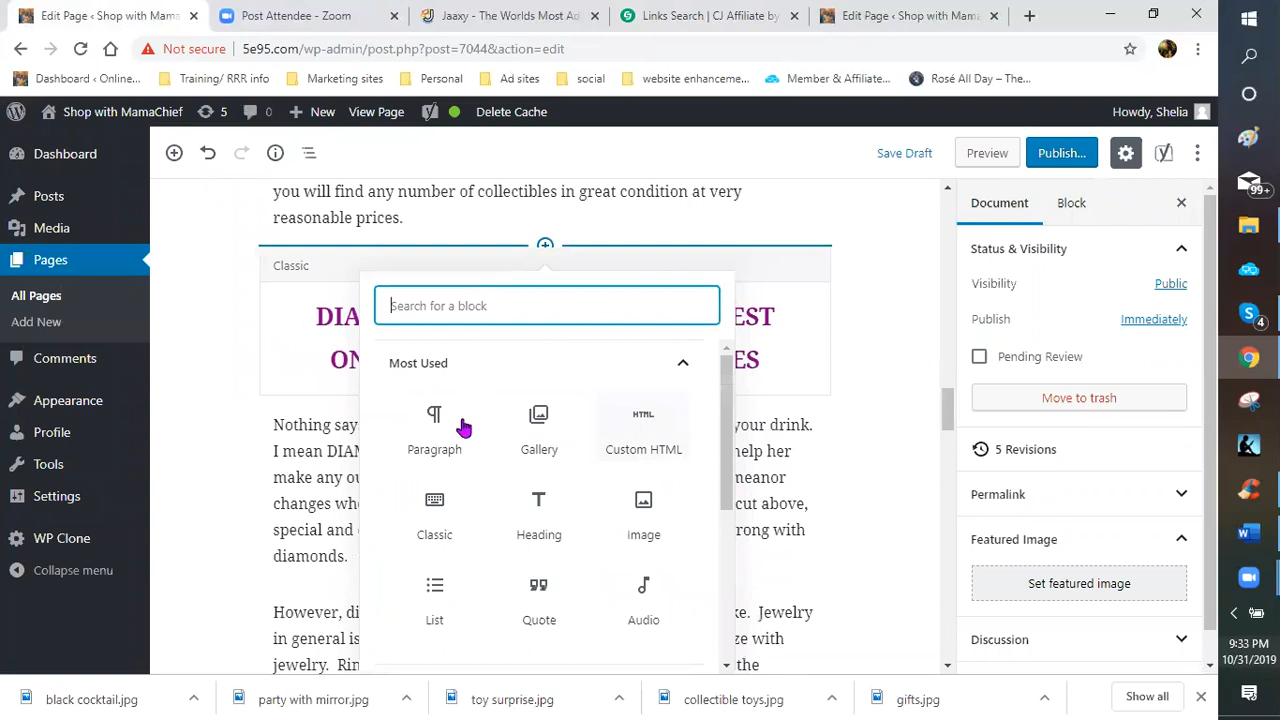 Edit Page ‹ Shop with Mama
Post Attendee - Zoom
Jaaxy - The Worlds Most Ad
Links Search | CJ Affiliate by
Edit Page ‹ Shop with Mama
Not secure
5e95.com/wp-admin/post.php?post=7044&action=edit
Dashboard ‹ Online...
Training/ RRR info
Marketing sites
Personal
Ad sites
social
website enhanceme...
Member & Affiliate...
Rosé All Day – The...
Shop with MamaChief
5
0
New
View Page
Delete Cache
Howdy, Shelia
Dashboard
Posts
Media
Pages
All Pages
Add New
Comments
Appearance
Profile
Tools
Settings
WP Clone
Collapse menu
Save Draft
Preview
Publish...
you will find any number of collectibles in great condition at very
reasonable prices.
Classic
DIA
EST
ON
ES
Search for a block
Most Used
Paragraph
Gallery
HTML
Custom HTML
Classic
Heading
Image
List
Quote
Audio
Nothing say
your drink.
I mean DIAM
help her
make any ou
meanor
changes whe
cut above,
special and
rong with
diamonds.
However, di
ke. Jewelry
in general is
ze with
jewelry. Rin
the
Document
Block
Status & Visibility
Visibility
Public
Publish
Immediately
Pending Review
Move to trash
5 Revisions
Permalink
Featured Image
Set featured image
Discussion
99+
4
9:33 PM
10/31/2019
black cocktail.jpg
party with mirror.jpg
toy surprise.jpg
collectible toys.jpg
gifts.jpg
Show all